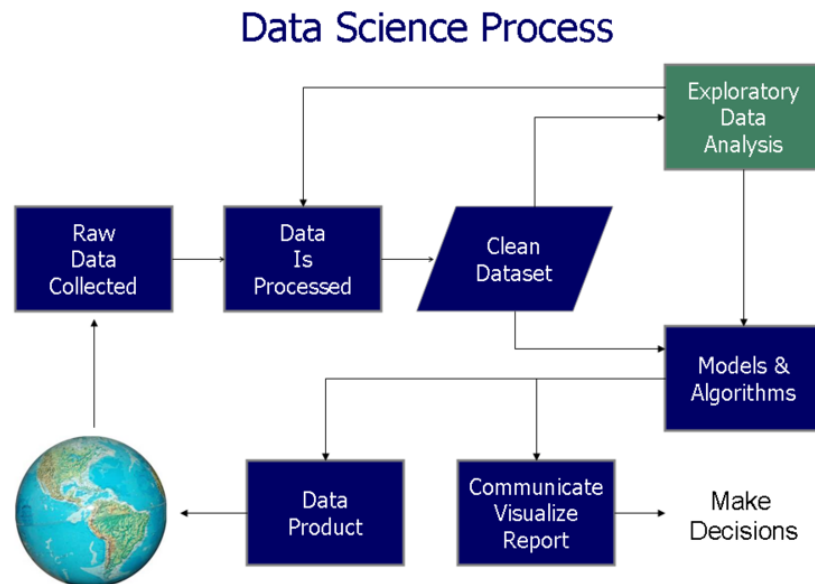 Data Science Process
Exploratory
Data
Analysis
Raw
Data
Collected
Data
Is
Processed
Clean
Dataset
Models &
Algorithms
Data
Product
Communicate
Visualize
Report
Make
Decisions